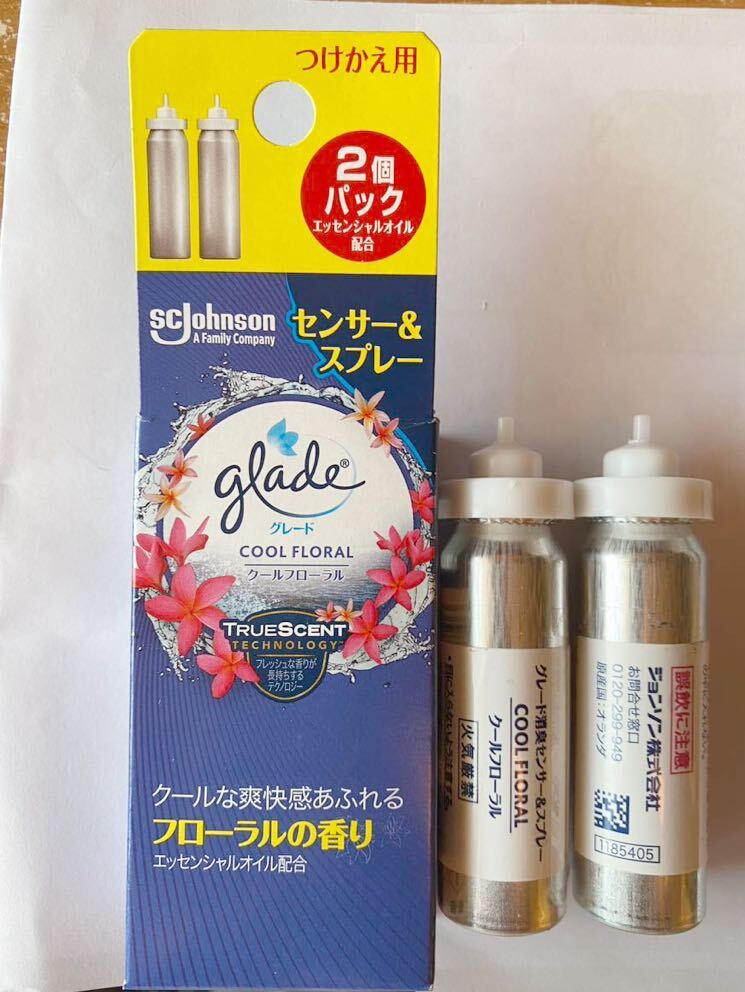 つけかえ用
2個
パック
エッセンシャルオイル
配合
scJohnson
A Family Company
センサー&
スプレー
glade®
グレード
COOL FLORAL
クールフローラル
TRUESCENT
TECHNOLOGY™
フレッシュな香りが
長持ちする
テクノロジー
クールな爽快感あふれる
フローラルの香り
エッセンシャルオイル配合
グレード消臭センサー&スプレー
COOL FLORAL
クールフローラル
火気厳禁
誤飲に注意
ジョンソン株式会社
お問合せ窓口
0120-299-949
原産国：オランダ
1185405